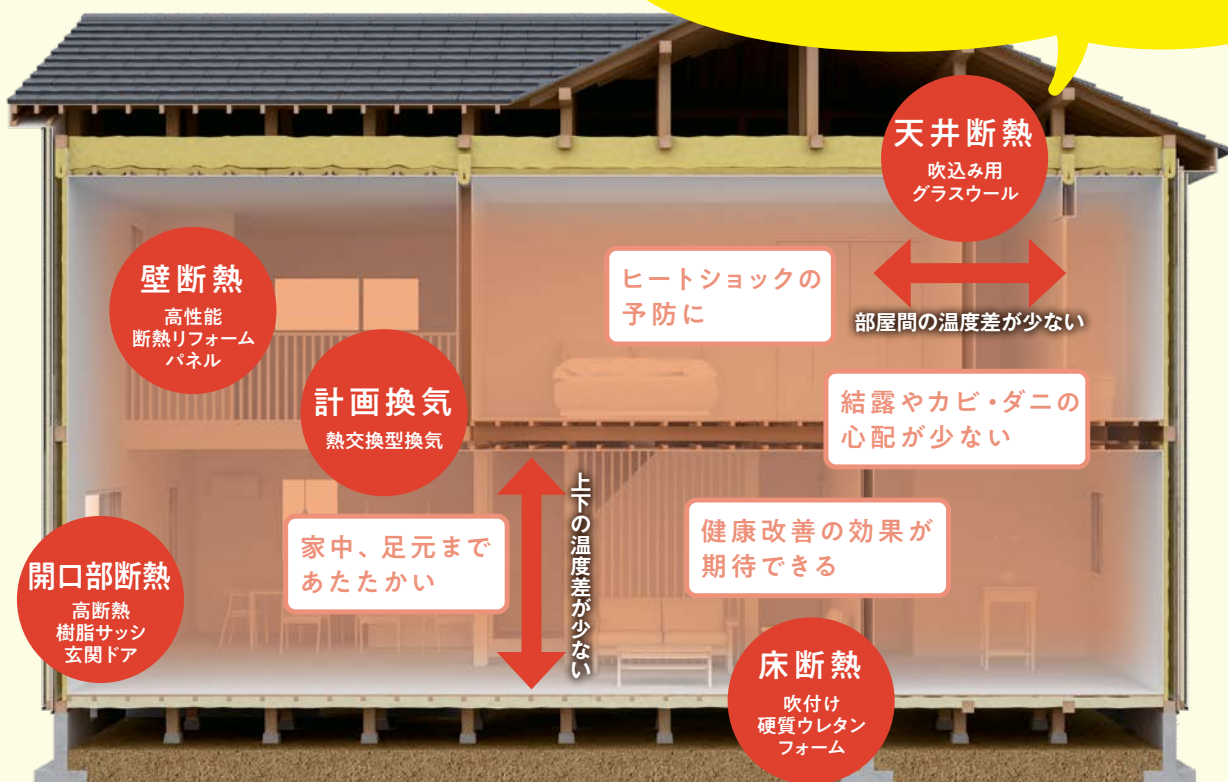 天井断熱
吹込み用
グラスウール
壁断熱
高性能
断熱リフォーム
パネル
ヒートショックの
予防に
部屋間の温度差が少ない
計画換気
熱交換型換気
結露やカビ・ダニの
心配が少ない
上下の温度差が少ない
家中、足元まで
あたたかい
健康改善の効果が
期待できる
開口部断熱
高断熱
樹脂サッシ
玄関ドア
床断熱
吹付け
硬質ウレタン
フォーム